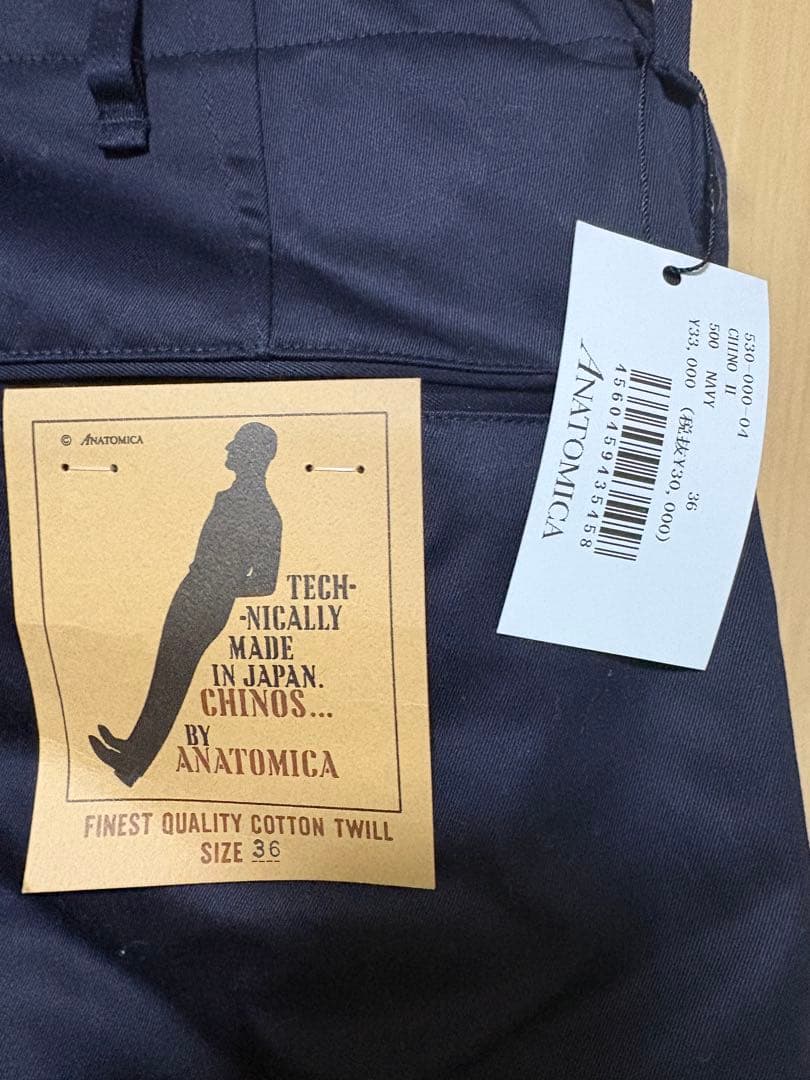 © ANATOMICA
TECH-
-NICALLY
MADE
IN JAPAN.
CHINOS...
BY
ANATOMICA
FINEST QUALITY COTTON TWILL
SIZE 36
530-000-04
CHINO II
500 NAVY 36
¥33,000 (税抜¥30,000)
4560459435458
ANATOMICA